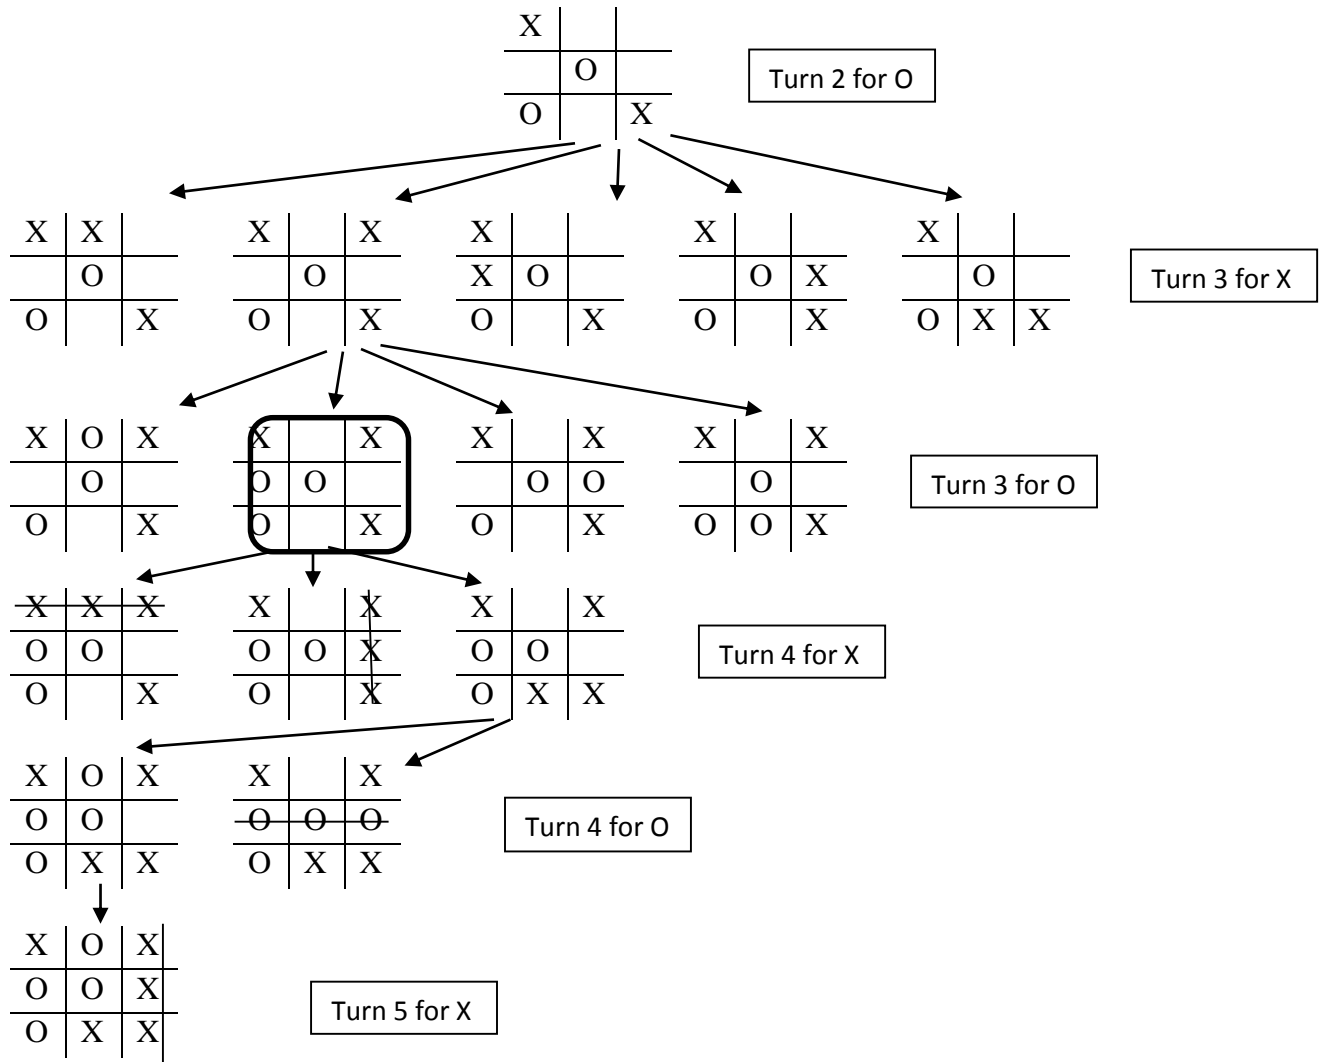 X
O
O X
Turn 2 for O
X X
O
O X
X X
O
O X
X
X O
O X
X
O X
O X
X
O
O X X
Turn 3 for X
X O X
O
O X
X X
O O
O X
X X
O O
O X
X X
O
O O X
Turn 3 for O
X X X
O O
O X
X X
O O X
O X
X X
O O
O X X
Turn 4 for X
X O X
O O
O X X
X X
O O O
O X X
Turn 4 for O
X O X
O O X
O X X
Turn 5 for X